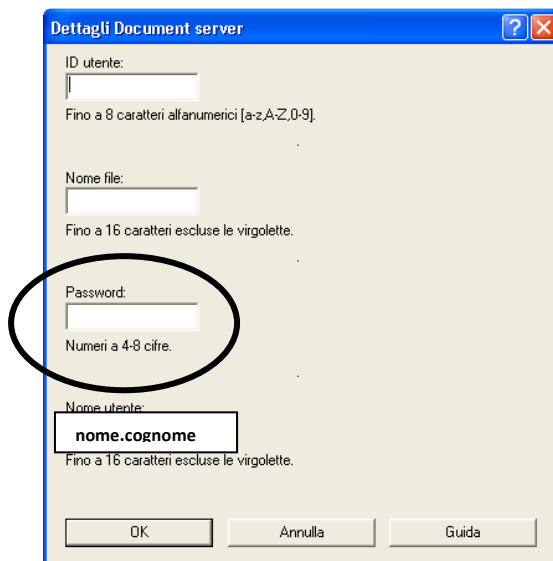 Dettagli Document server
ID utente:
Fino a 8 caratteri alfanumerici [a-z,A-Z,0-9].
Nome file:
Fino a 16 caratteri escluse le virgolette.
Password:
Numeri a 4-8 cifre.
Nome utente:
nome.cognome
Fino a 16 caratteri escluse le virgolette.
OK Annulla Guida